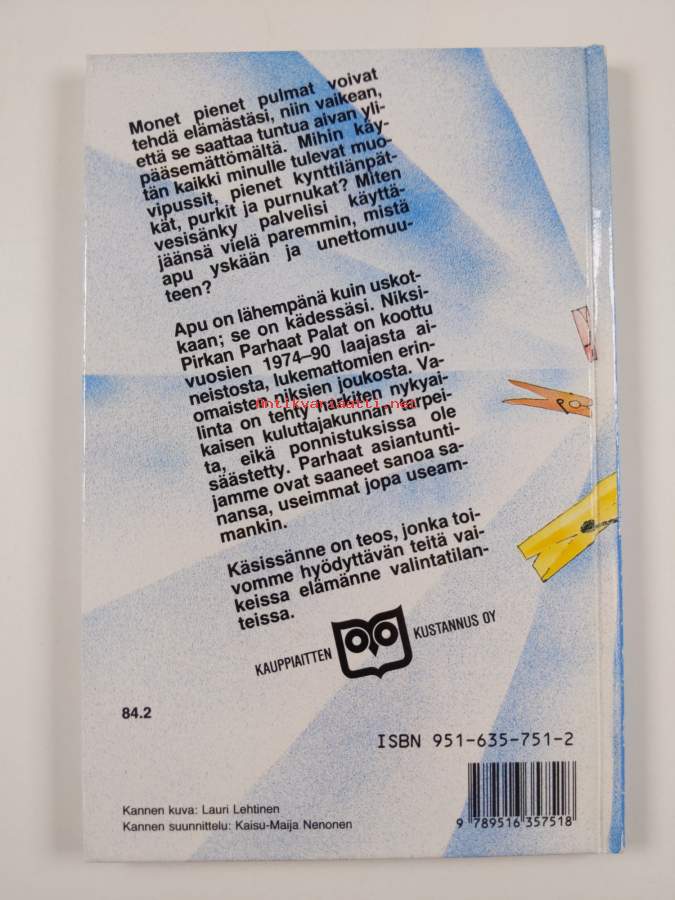 Monet pienet pulmat voivat
tehdä elämästäsi, niin vaikean,
että se saattaa tuntua aivan yli-
pääsemättömältä. Mihin käy-
tän kaikki minulle tulevat muo-
vipussit, pienet kynttilänpät-
kät, purkit ja purnukat? Miten
vesisänky palvelisi käyttä-
jäänsä vielä paremmin, mistä
apu yskään ja unettomuu-
teen?
Apu on lähempänä kuin uskot-
kaan; se on kädessäsi. Niksi-
Pirkan Parhaat Palat on koottu
vuosien 1974–90 laajasta ai-
neistosta, lukemattomien erin-
omaisten niksien joukosta. Va-
Antikvariaatti.net
linta on tehty nähden nykyai-
kaisen kuluttajakunnan tarpei-
ta, eikä ponnistuksissa ole
säästetty. Parhaat asiantunti-
jamme ovat saaneet sanoa sa-
nansa, useimmat jopa useam-
mankin.
Käsissänne on teos, jonka toi-
vomme hyödyttävän teitä vai-
keissa elämänne valintatilan-
teissa.
KAUPPIAITTEN KUSTANNUS OY
84.2
ISBN 951-635-751-2
9 789516 357518
Kannen kuva: Lauri Lehtinen
Kannen suunnittelu: Kaisu-Maija Nenonen